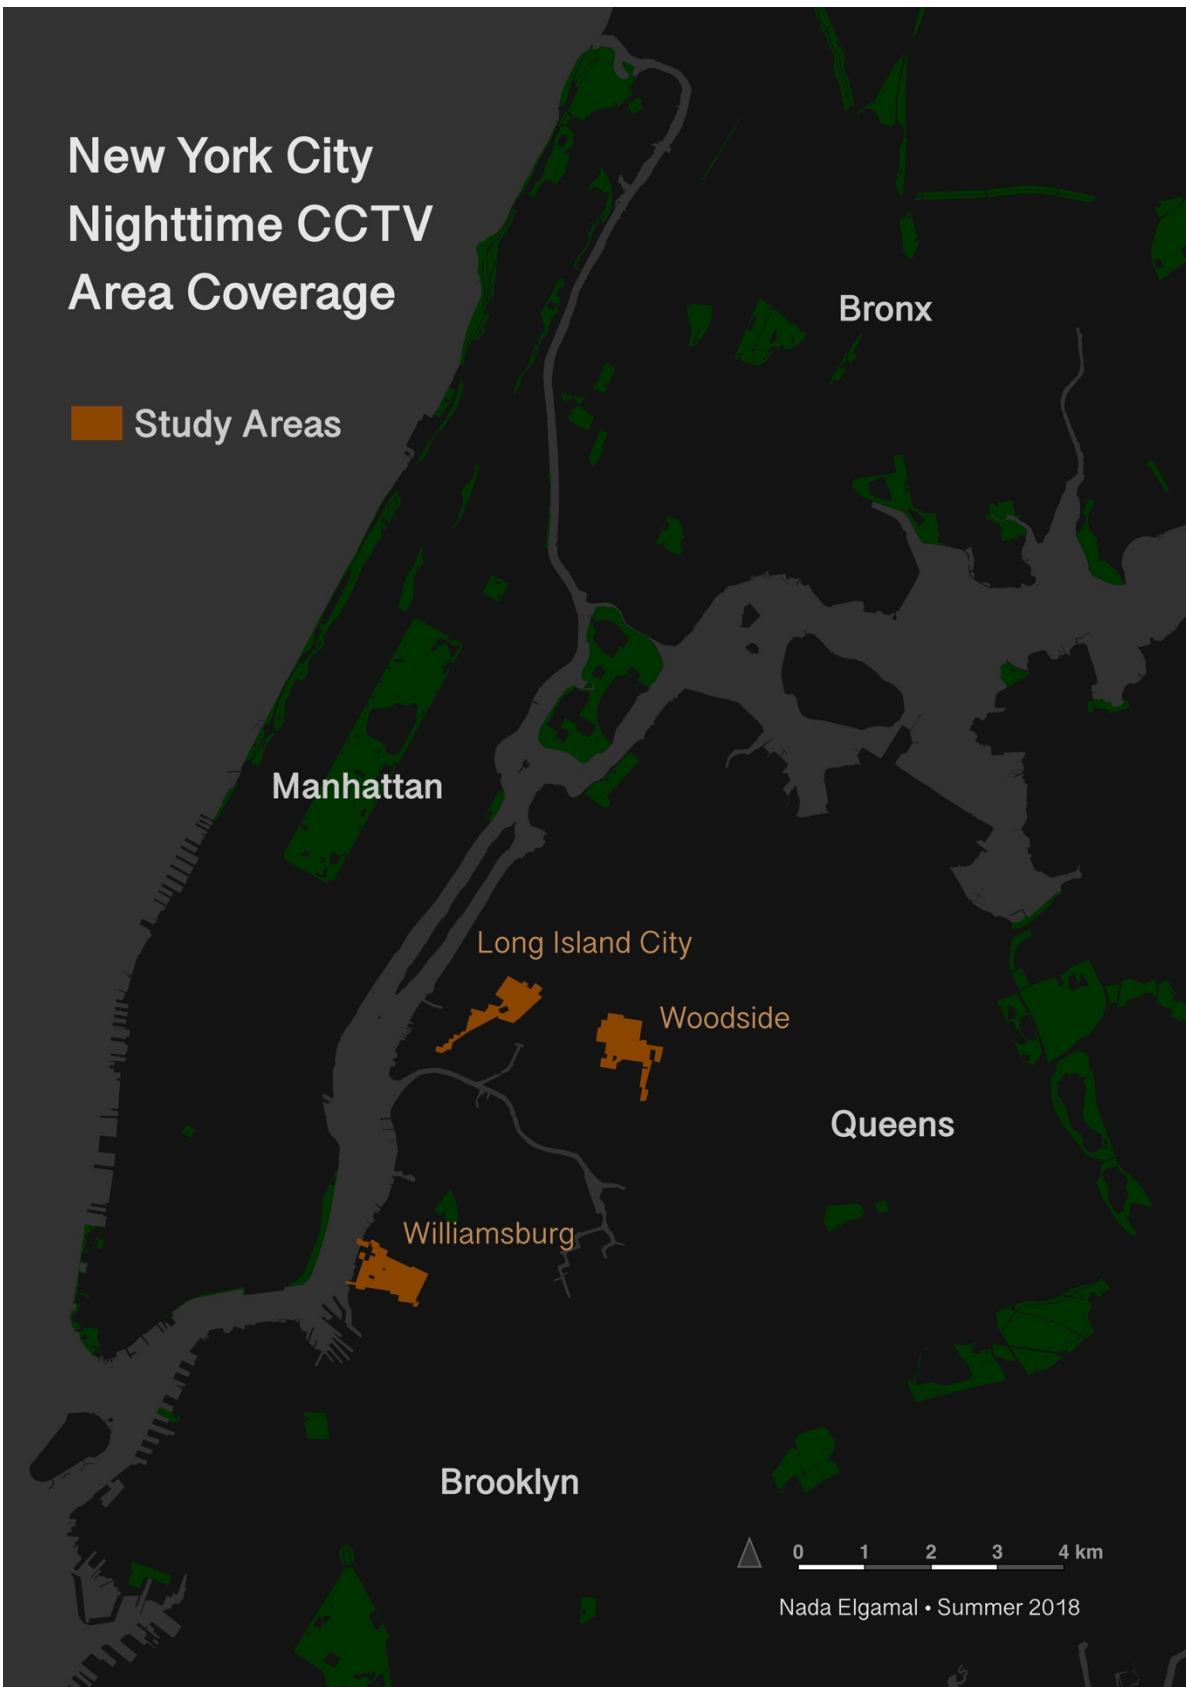 New York City
Nighttime CCTV
Area Coverage
Study Areas
Bronx
Manhattan
Long Island City
Woodside
Queens
Williamsburg
Brooklyn
0 1 2 3 4 km
Nada Elgamal • Summer 2018